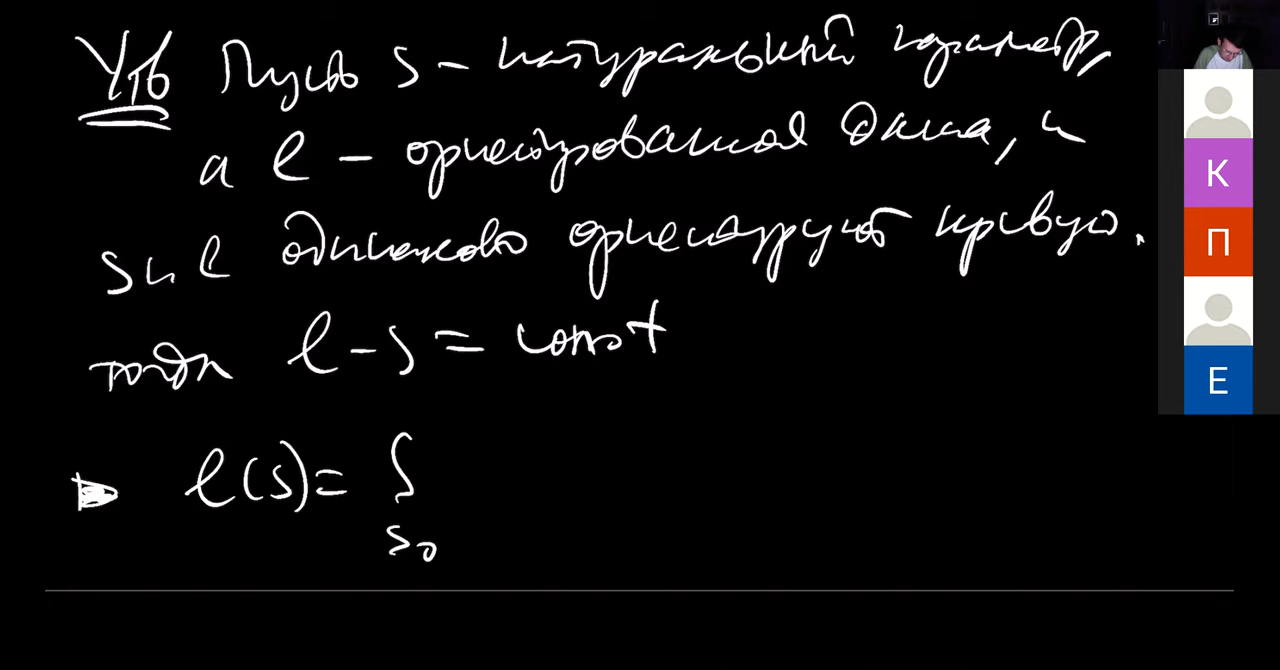 Утв Пусть s - натуральный параметр,
а l - ориентированная длина, и
s и l одинаково ориентируют кривую.
тогда l - s = const
l(s) = ∫
s₀
К
П
Е